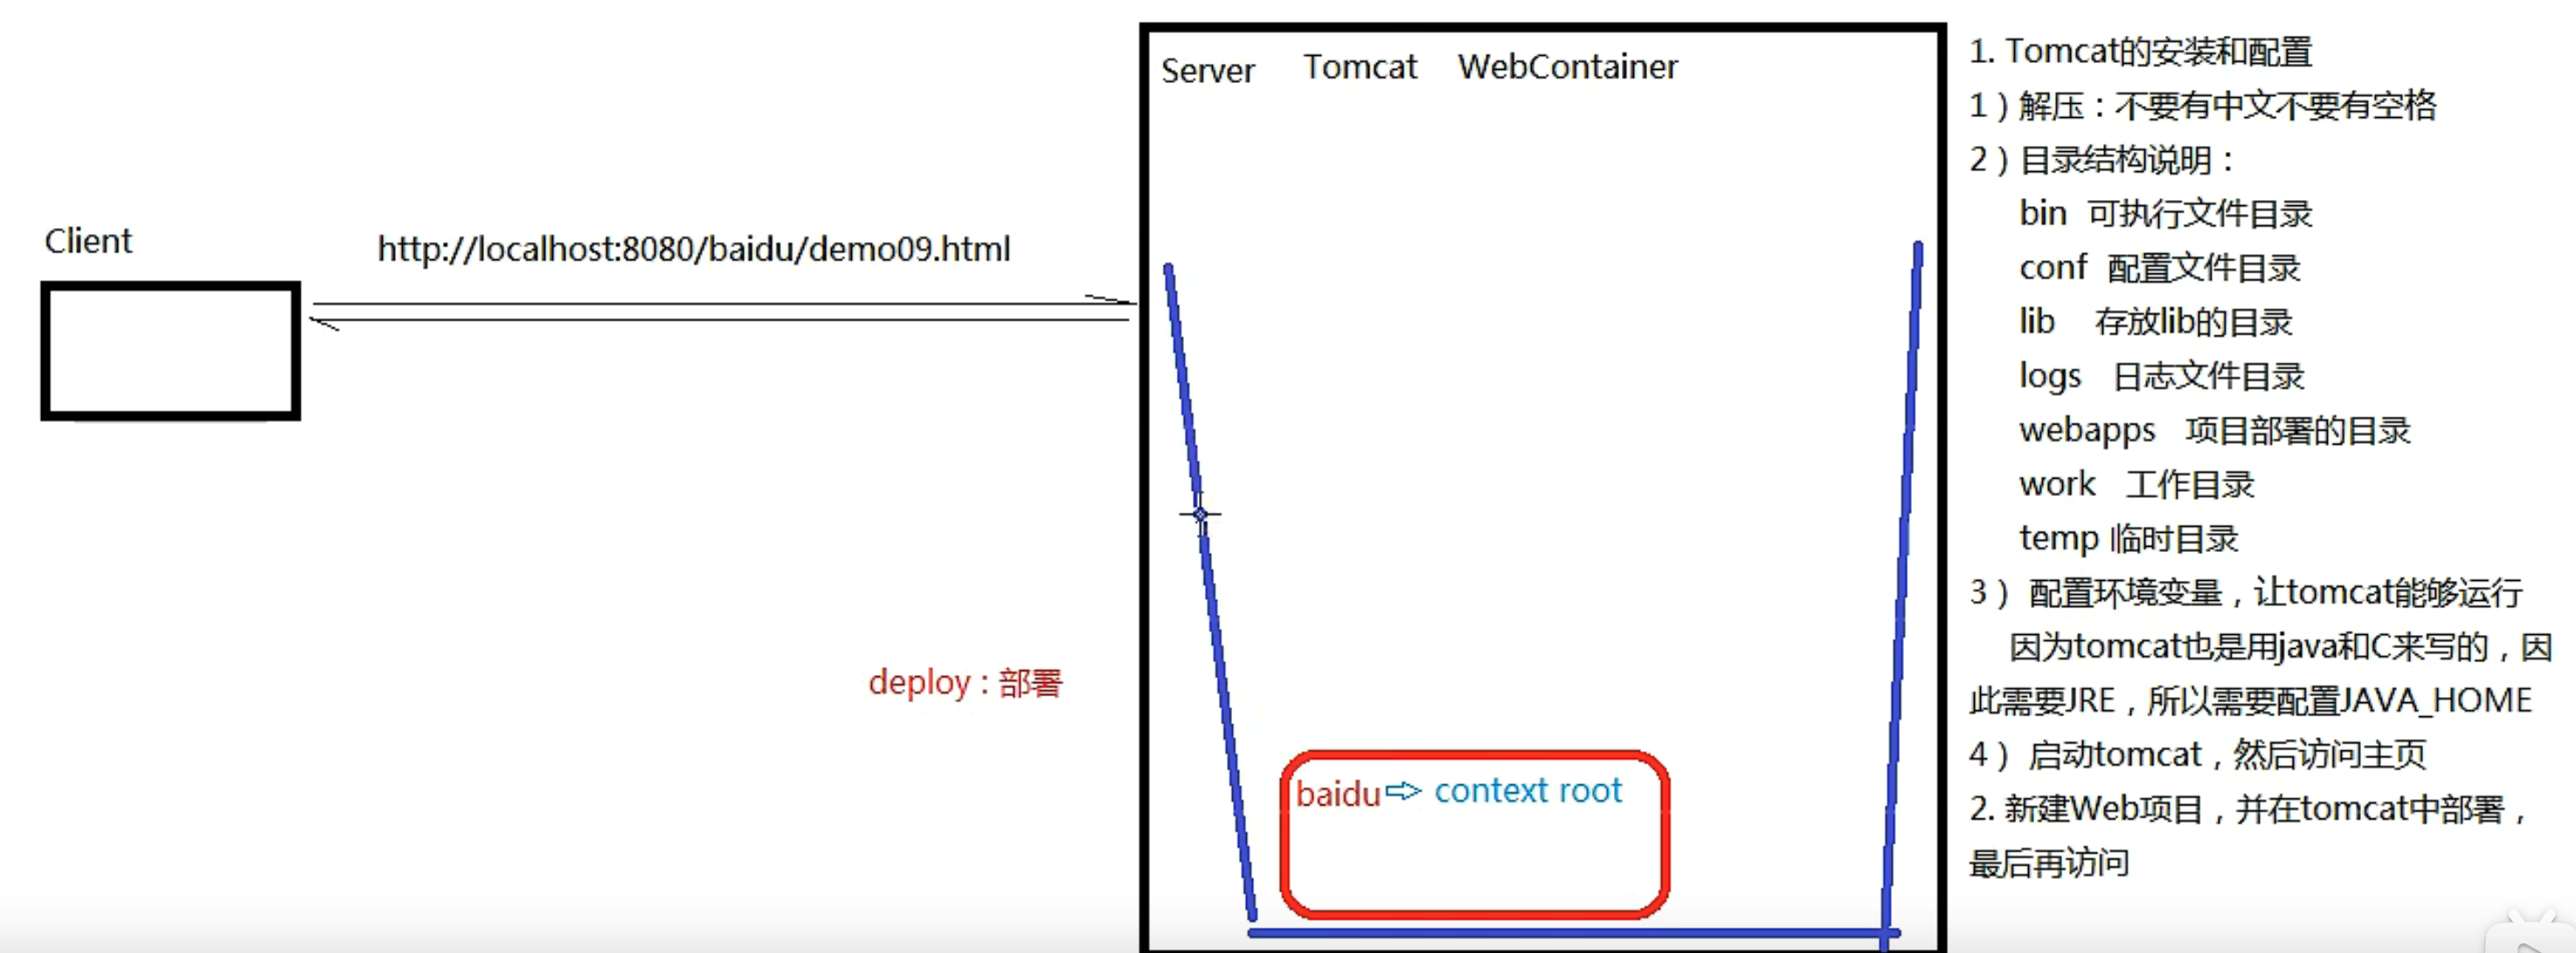 Client
http://localhost:8080/baidu/demo09.html
deploy : 部署
Server Tomcat WebContainer
baidu⇨ context root
1. Tomcat的安装和配置
1）解压：不要有中文不要有空格
2）目录结构说明：
bin 可执行文件目录
conf 配置文件目录
lib 存放lib的目录
logs 日志文件目录
webapps 项目部署的目录
work 工作目录
temp 临时目录
3） 配置环境变量，让tomcat能够运行
因为tomcat也是用java和C来写的，因
此需要JRE，所以需要配置JAVA_HOME
4） 启动tomcat，然后访问主页
2. 新建Web项目，并在tomcat中部署，
最后再访问